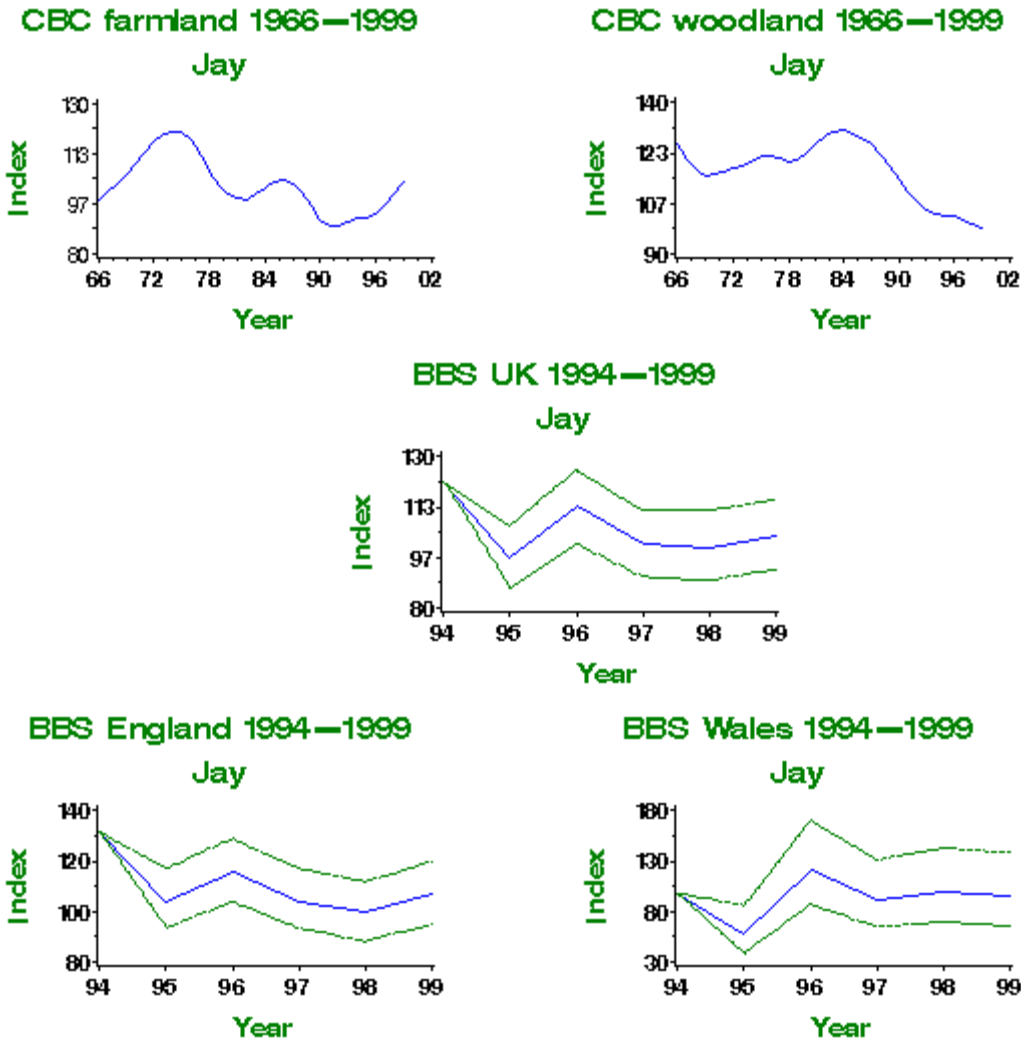 CBC farmland 1966—1999
Jay
130
113
97
80
Index
66 72 78 84 90 96 02
Year
CBC woodland 1966—1999
Jay
140
123
107
90
Index
66 72 78 84 90 96 02
Year
BBS UK 1994—1999
Jay
130
113
97
80
Index
94 95 96 97 98 99
Year
BBS England 1994—1999
Jay
140
120
100
80
Index
94 95 96 97 98 99
Year
BBS Wales 1994—1999
Jay
180
130
80
30
Index
94 95 96 97 98 99
Year